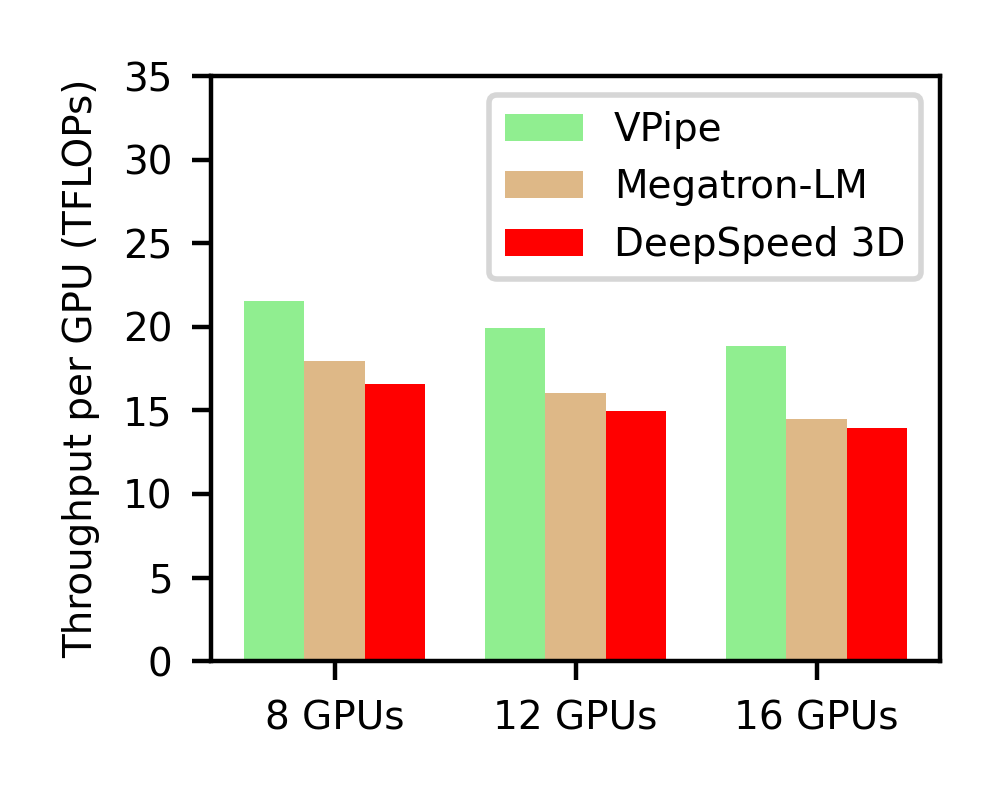 Throughput per GPU (TFLOPs)
35
30
25
20
15
10
5
0
VPipe
Megatron-LM
DeepSpeed 3D
8 GPUs
12 GPUs
16 GPUs